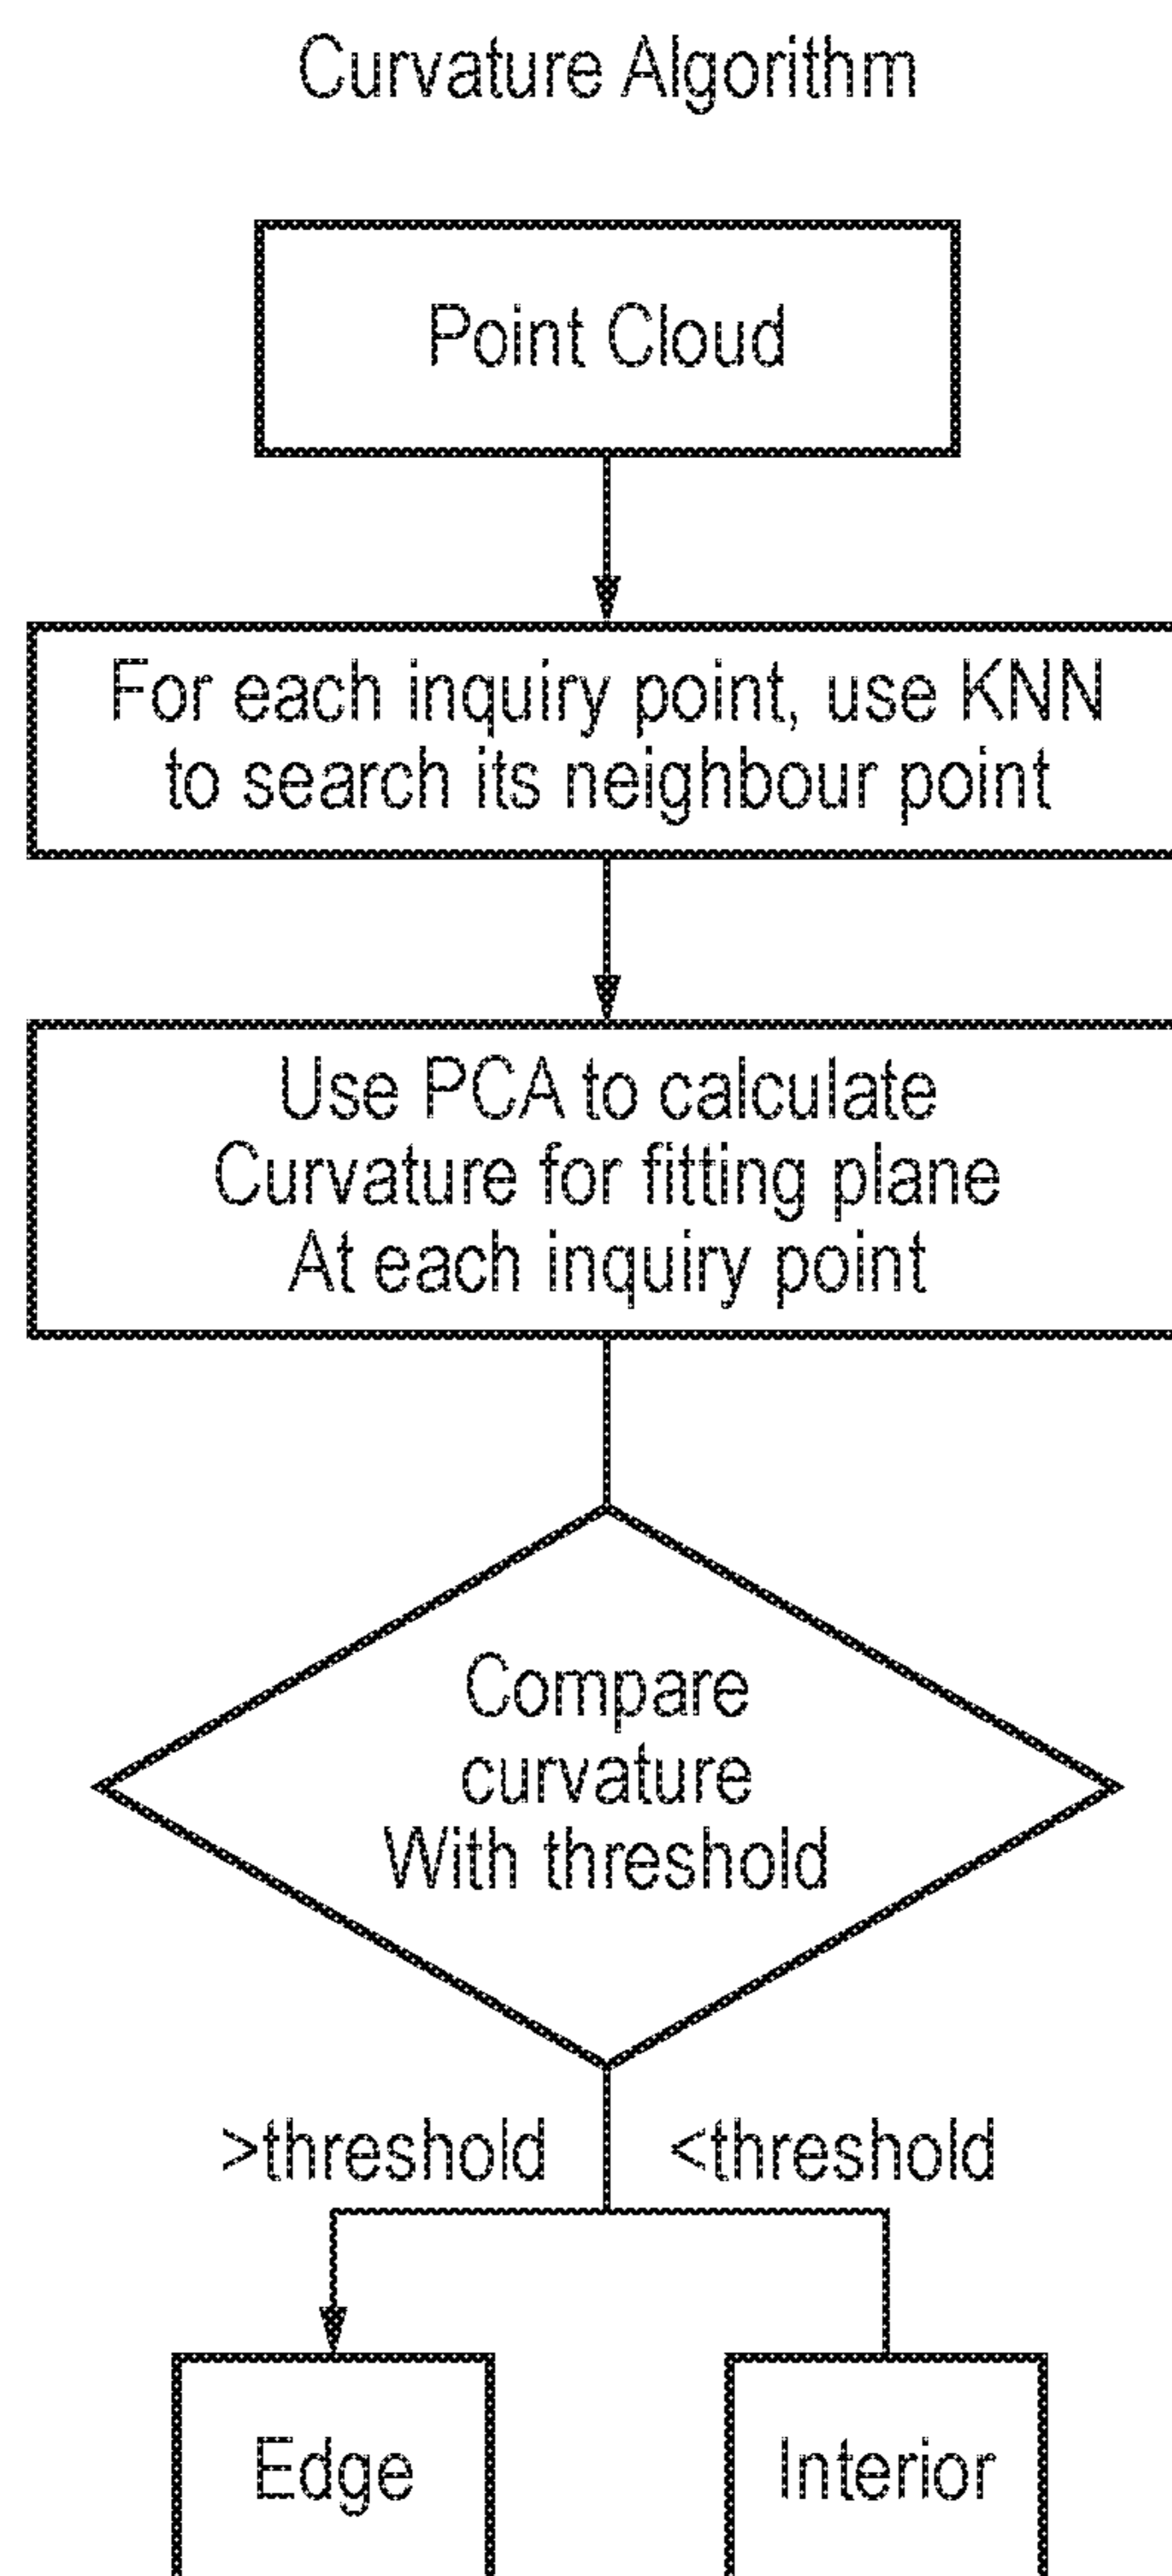 Curvature Algorithm
Point Cloud
For each inquiry point, use KNN
to search its neighbour point
Use PCA to calculate
Curvature for fitting plane
At each inquiry point
Compare
curvature
With threshold
>threshold <threshold
Edge Interior